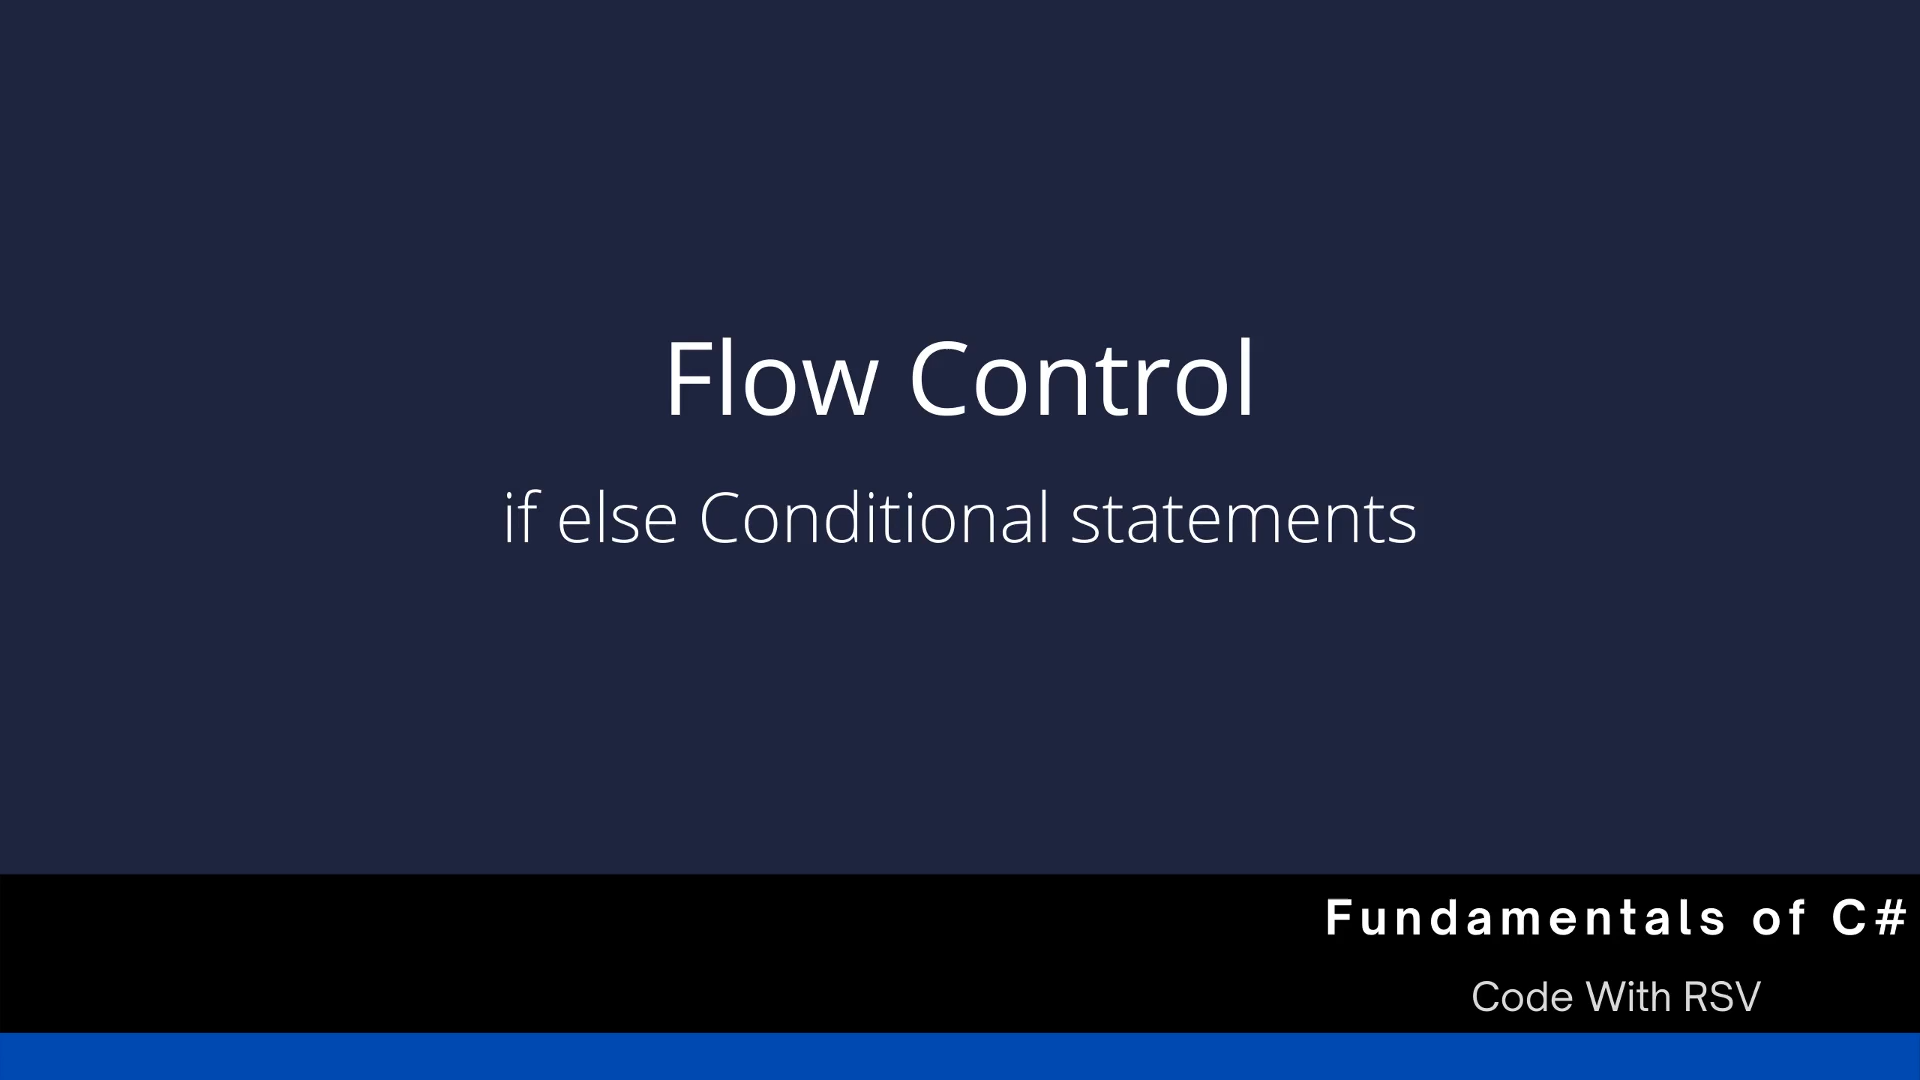 Flow Control
if else Conditional statements
Fundamentals of C#
Code With RSV